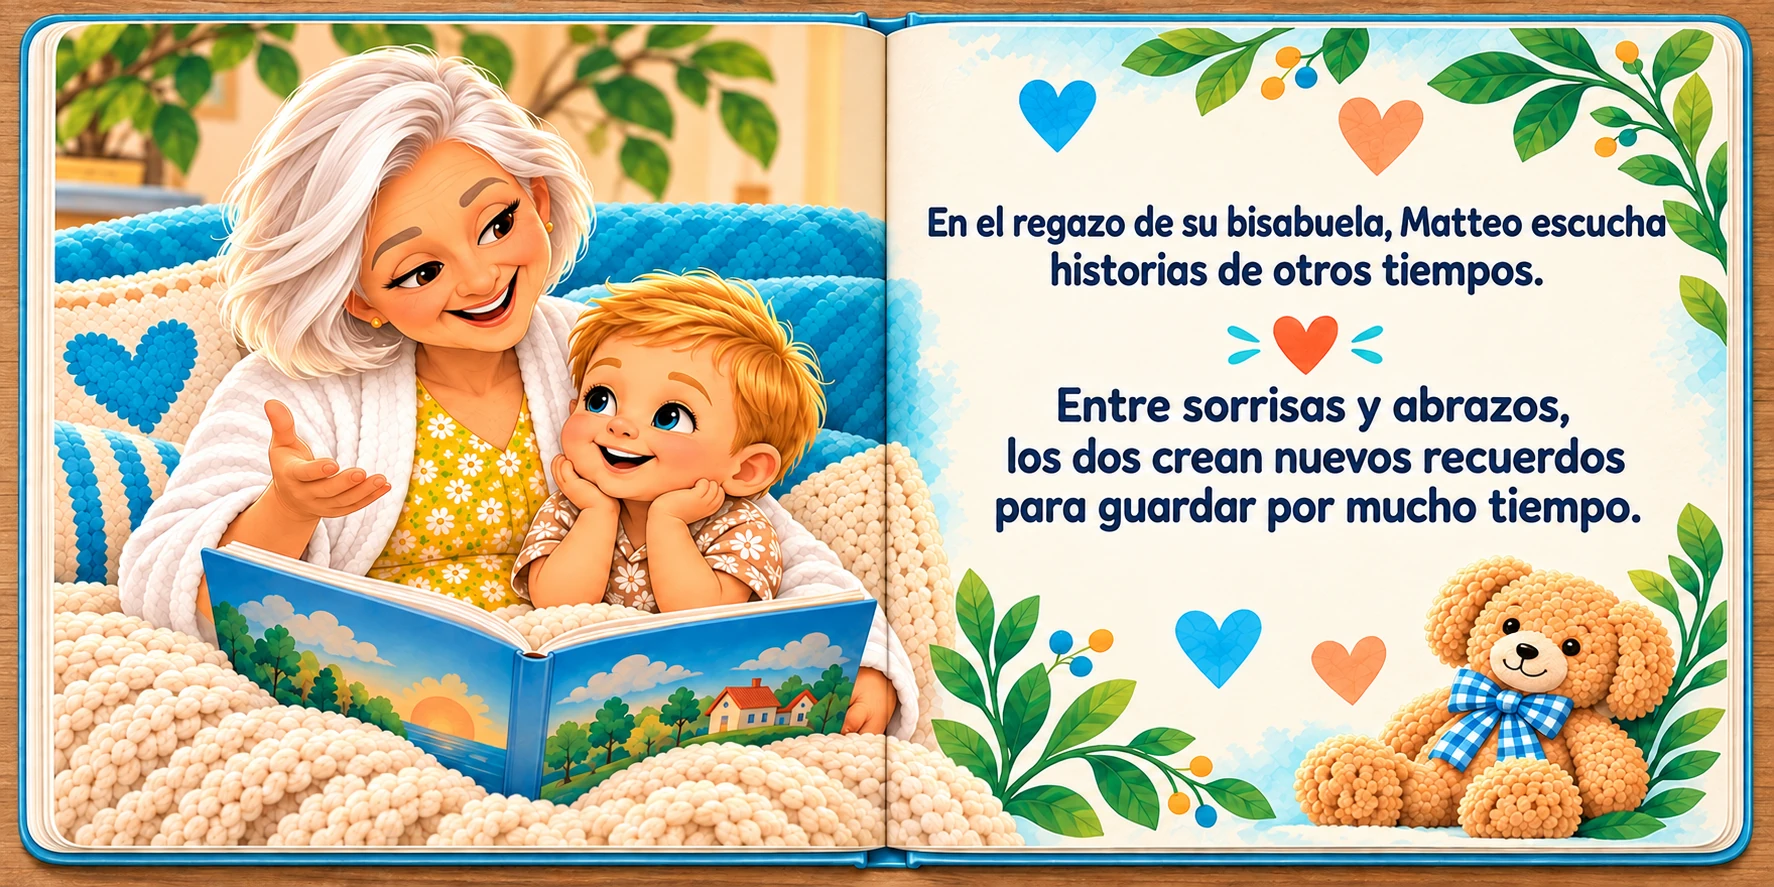 En el regazo de su bisabuela, Matteo escucha
historias de otros tiempos.
Entre sorrisas y abrazos,
los dos crean nuevos recuerdos
para guardar por mucho tiempo.